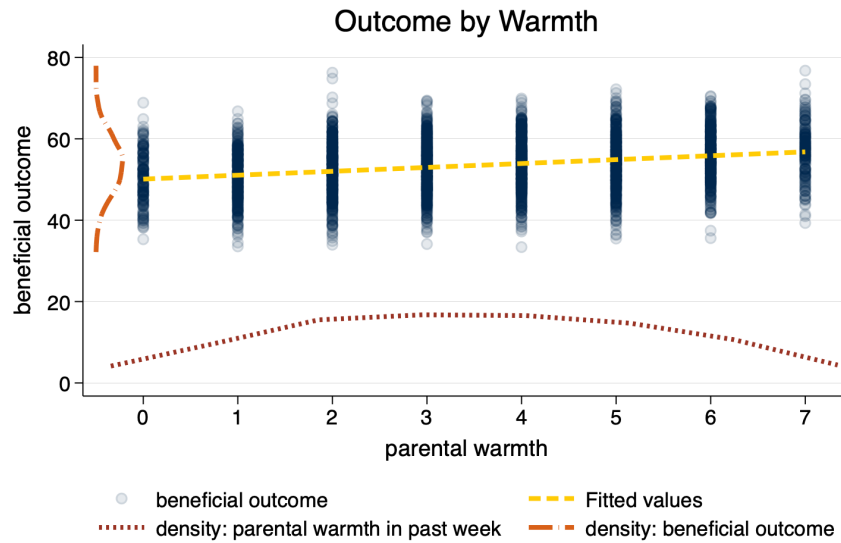 Outcome by Warmth
beneficial outcome
80
60
40
20
0
0 1 2 3 4 5 6 7
parental warmth
beneficial outcome Fitted values
density: parental warmth in past week density: beneficial outcome